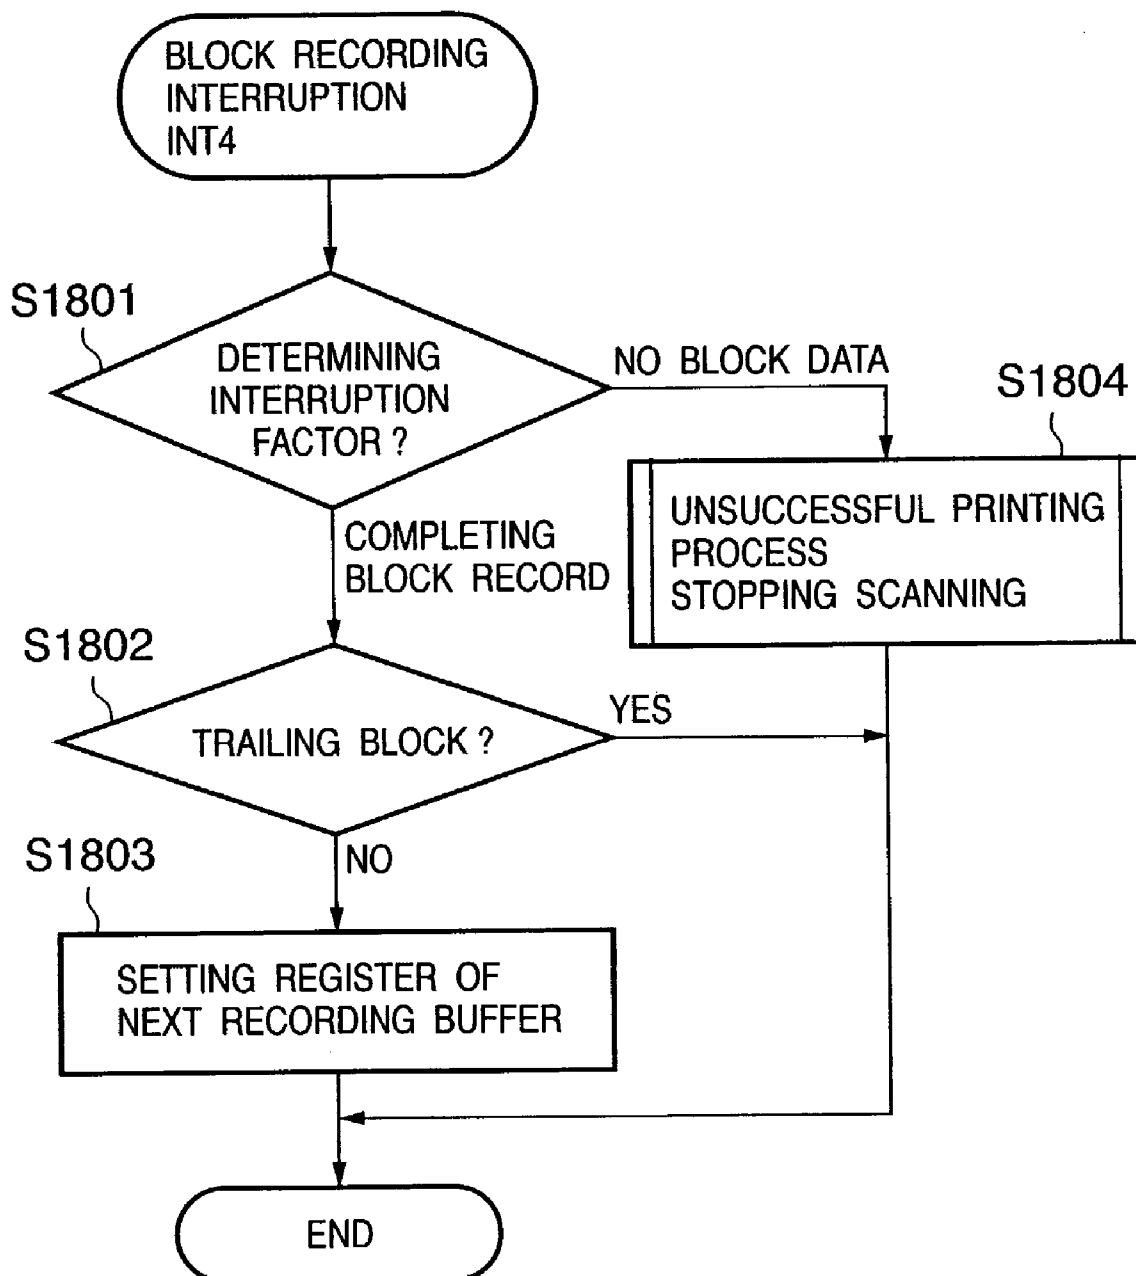 BLOCK RECORDING
INTERRUPTION
INT4
S1801
DETERMINING
INTERRUPTION
FACTOR ?
NO BLOCK DATA
S1804
UNSUCCESSFUL PRINTING
PROCESS
STOPPING SCANNING
COMPLETING
BLOCK RECORD
S1802
TRAILING BLOCK ?
YES
NO
S1803
SETTING REGISTER OF
NEXT RECORDING BUFFER
END